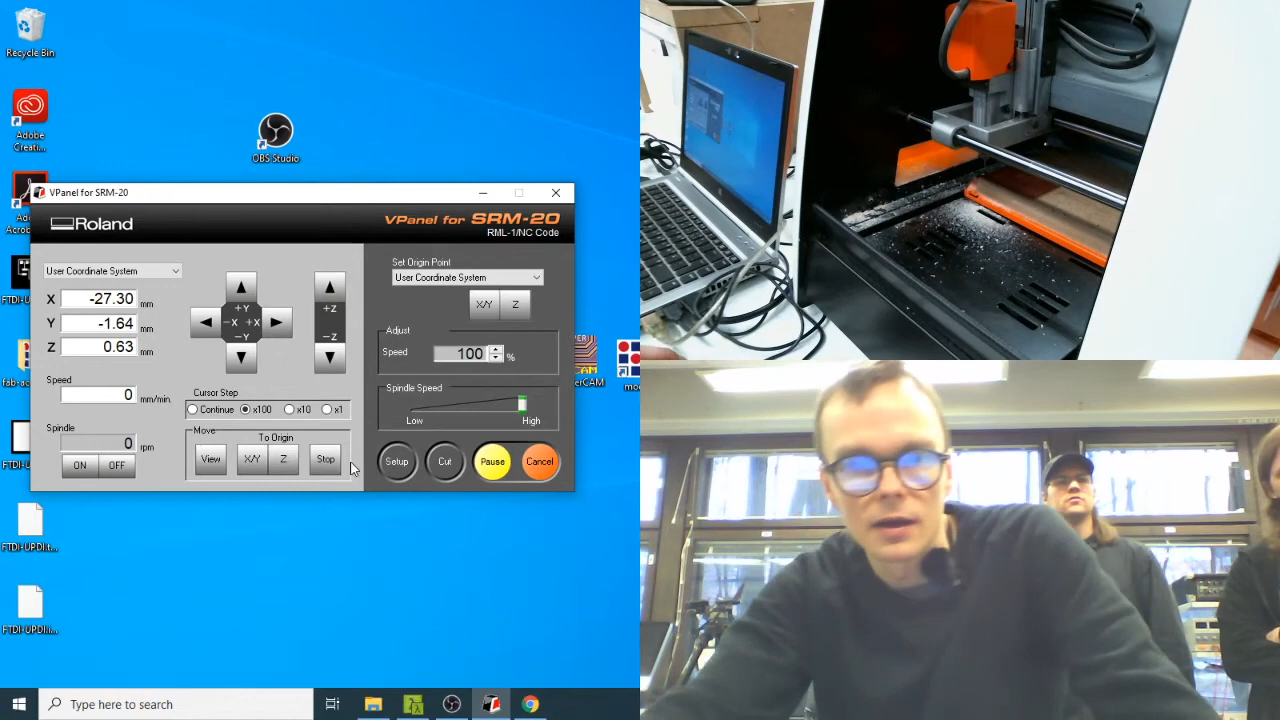 Recycle Bin
Adobe
Creati...
OBS Studio
VPanel for SRM-20
Roland
VPanel for SRM-20
RML-1/NC Code
User Coordinate System
X
-27.30
mm
Y
-1.64
mm
Z
0.63
mm
Speed
0
mm/min.
Spindle
0
rpm
ON
OFF
+Y
-X
+X
-Y
+Z
-Z
Cursor Step
Continue
x100
x10
x1
Move
To Origin
View
X/Y
Z
Stop
Set Origin Point
User Coordinate System
X/Y
Z
Adjust
Speed
100
%
Spindle Speed
Low
High
Setup
Cut
Pause
Cancel
FTDI-UPDI.t...
FTDI-UPDI.i...
Type here to search